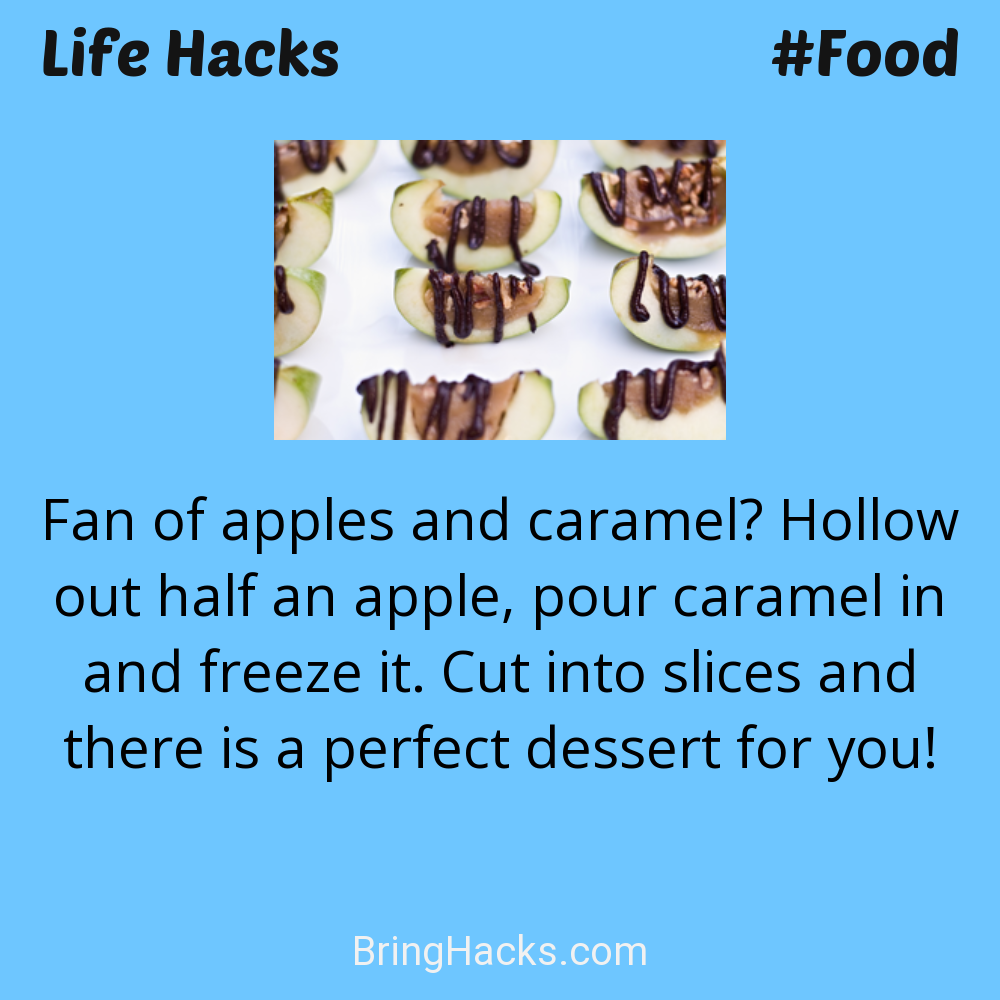 Life Hacks
#Food
Fan of apples and caramel? Hollow
out half an apple, pour caramel in
and freeze it. Cut into slices and
there is a perfect dessert for you!
BringHacks.com